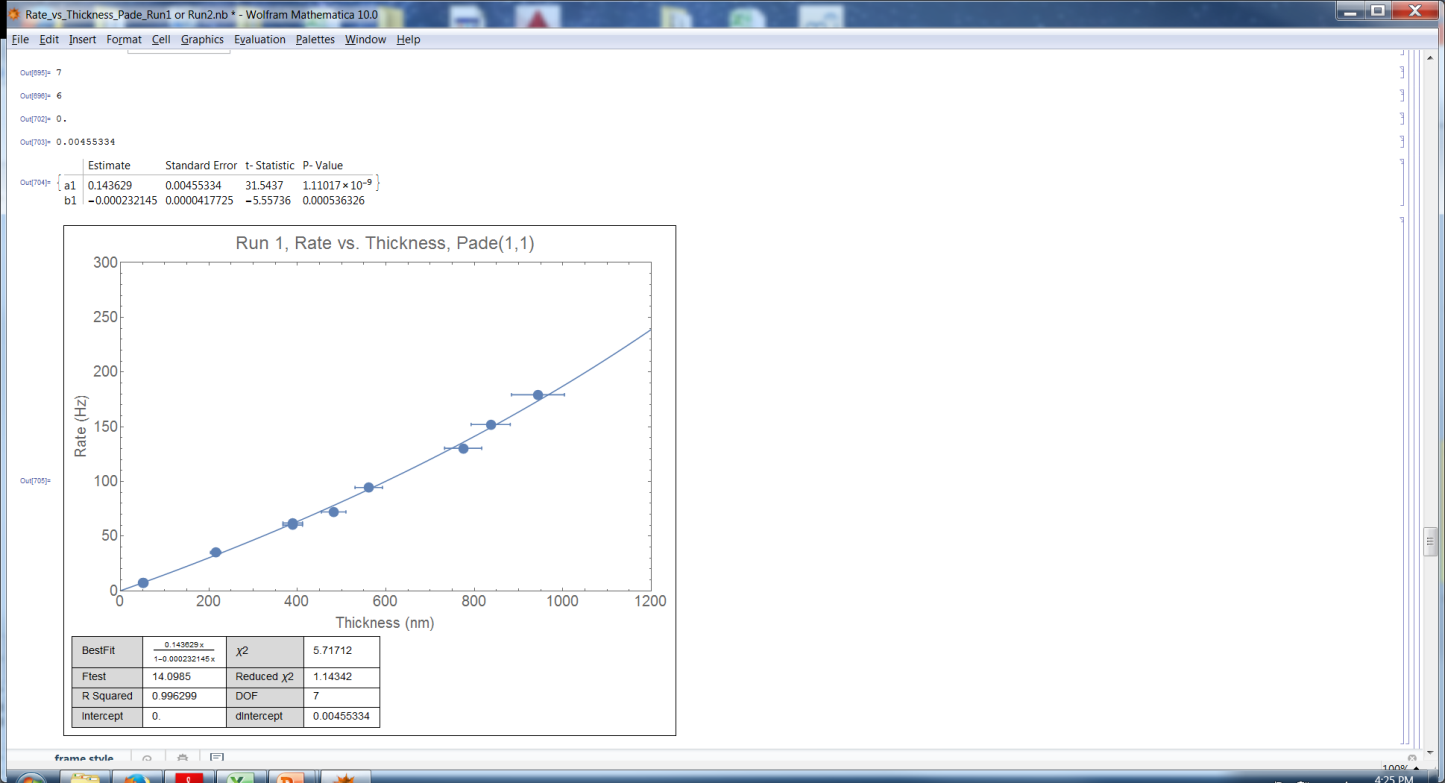 Rate_vs_Thickness_Pade_Run1 or Run2.nb * - Wolfram Mathematica 10.0
File Edit Insert Format Cell Graphics Evaluation Palettes Window Help
Out[695]= 7
Out[696]= 6
Out[702]= 0.
Out[703]= 0.00455334
Estimate Standard Error t- Statistic P- Value
Out[704]= { a1 0.143629 0.00455334 31.5437 1.11017 × 10⁻⁹ }
b1 −0.000232145 0.0000417725 −5.55736 0.000536326
Run 1, Rate vs. Thickness, Pade(1,1)
300
250
200
150
100
50
0
Rate (Hz)
Out[705]=
0 200 400 600 800 1000 1200
Thickness (nm)
BestFit 0.143629 x / 1−0.000232145 x χ2 5.71712
Ftest 14.0985 Reduced χ2 1.14342
R Squared 0.996299 DOF 7
Intercept 0. dIntercept 0.00455334
frame style
100%
4:25 PM